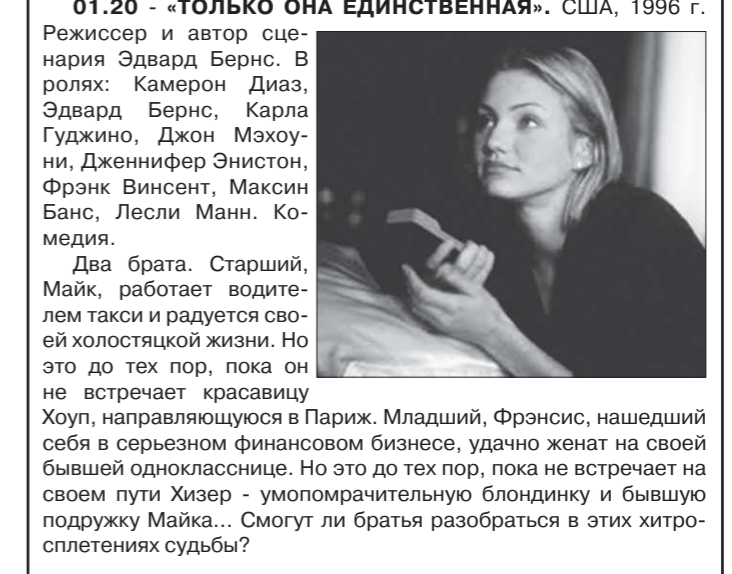 01.20 - «ТОЛЬКО ОНА ЕДИНСТВЕННАЯ». США, 1996 г.
Режиссер и автор сце-
нария Эдвард Бернс. В
ролях: Камерон Диаз,
Эдвард Бернс, Карла
Гуджино, Джон Мэхоу-
ни, Дженнифер Энистон,
Фрэнк Винсент, Максин
Банс, Лесли Манн. Ко-
медия.
Два брата. Старший,
Майк, работает водите-
лем такси и радуется сво-
ей холостяцкой жизни. Но
это до тех пор, пока он
не встречает красавицу
Хоуп, направляющуюся в Париж. Младший, Фрэнсис, нашедший
себя в серьезном финансовом бизнесе, удачно женат на своей
бывшей однокласснице. Но это до тех пор, пока не встречает на
своем пути Хизер - умопомрачительную блондинку и бывшую
подружку Майка... Смогут ли братья разобраться в этих хитро-
сплетениях судьбы?